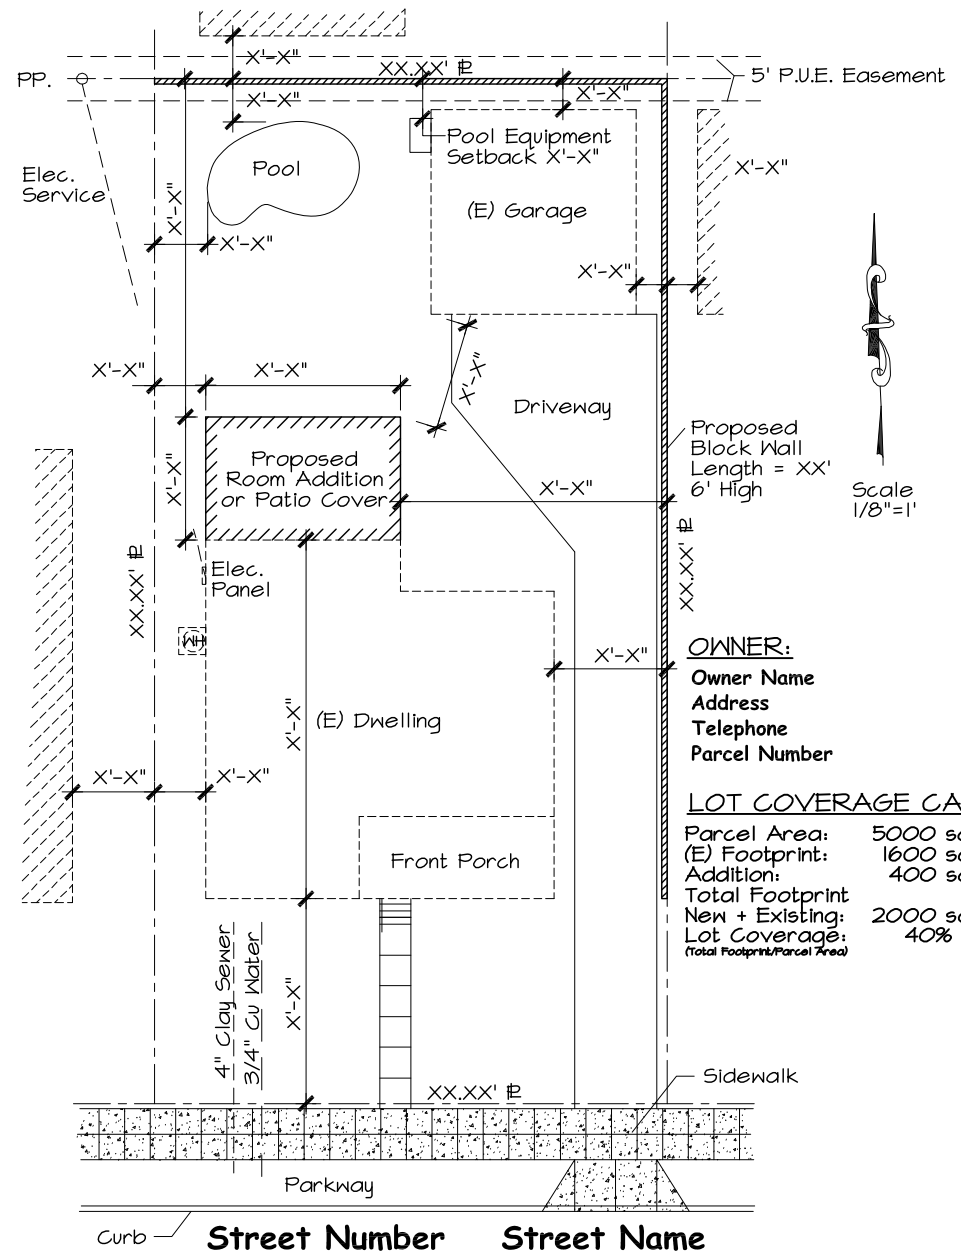 X'-X"
XX.XX' ⅊
PP.
5' P.U.E. Easement
X'-X"
X'-X"
Pool Equipment
Setback X'-X"
Pool
X'-X"
Elec.
Service
X'-X"
(E) Garage
X'-X"
X'-X"
X'-X"
X'-X"
X'-X"
Driveway
Proposed
Block Wall
Length = XX'
6' High
Scale
1/8"=1'
Proposed
Room Addition
or Patio Cover
X'-X"
X'-X"
Elec.
Panel
XX.XX' ⅊
XX.XX' ⅊
WH
X'-X"
OWNER:
Owner Name
Address
Telephone
Parcel Number
X'-X"
(E) Dwelling
X'-X"
X'-X"
LOT COVERAGE CA
Parcel Area: 5000 sq
(E) Footprint: 1600 sq
Addition: 400 sq
Total Footprint
New + Existing: 2000 sq
Lot Coverage: 40%
(Total Footprint/Parcel Area)
Front Porch
4" Clay Sewer
3/4" Cu Water
X'-X"
XX.XX' ⅊
Sidewalk
Parkway
Curb
Street Number Street Name